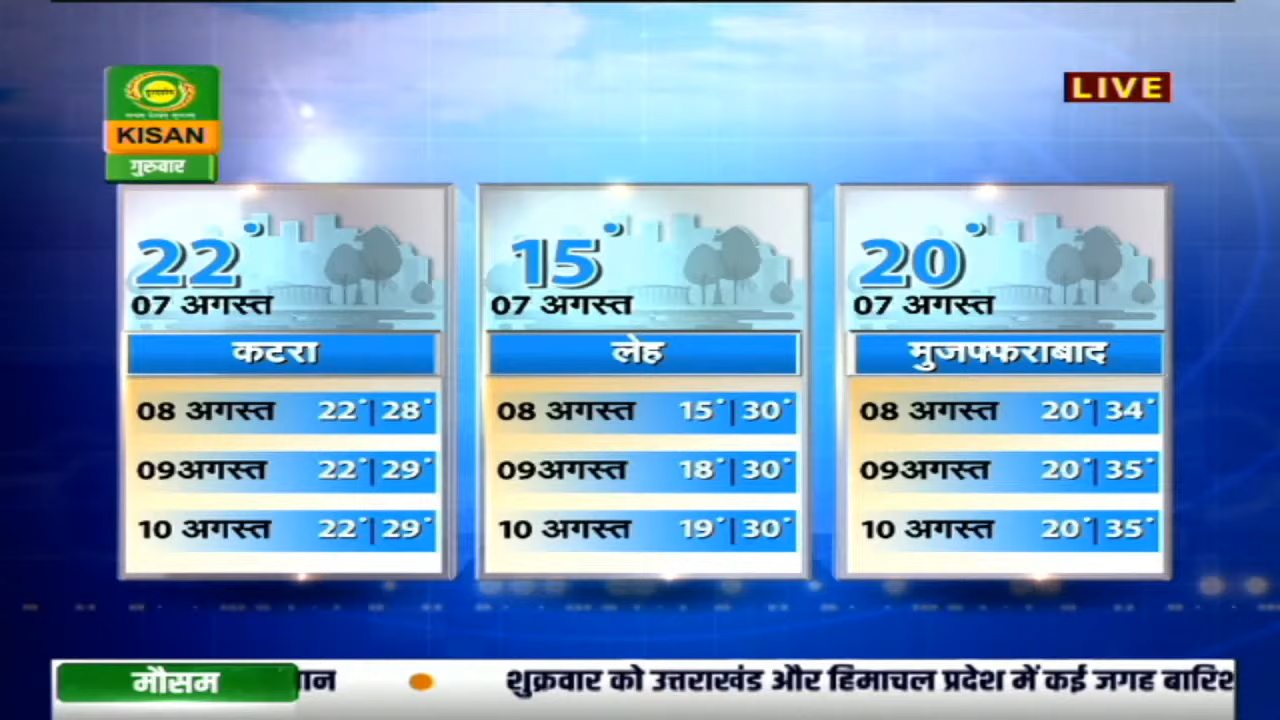 KISAN
गुरुवार
LIVE
22°
07 अगस्त
कटरा
08 अगस्त 22°|28°
09अगस्त 22°|29°
10 अगस्त 22°|29°
15°
07 अगस्त
लेह
08 अगस्त 15°|30°
09अगस्त 18°|30°
10 अगस्त 19°|30°
20°
07 अगस्त
मुजफ्फराबाद
08 अगस्त 20°|34°
09अगस्त 20°|35°
10 अगस्त 20°|35°
मौसम
शुक्रवार को उत्तराखंड और हिमाचल प्रदेश में कई जगह